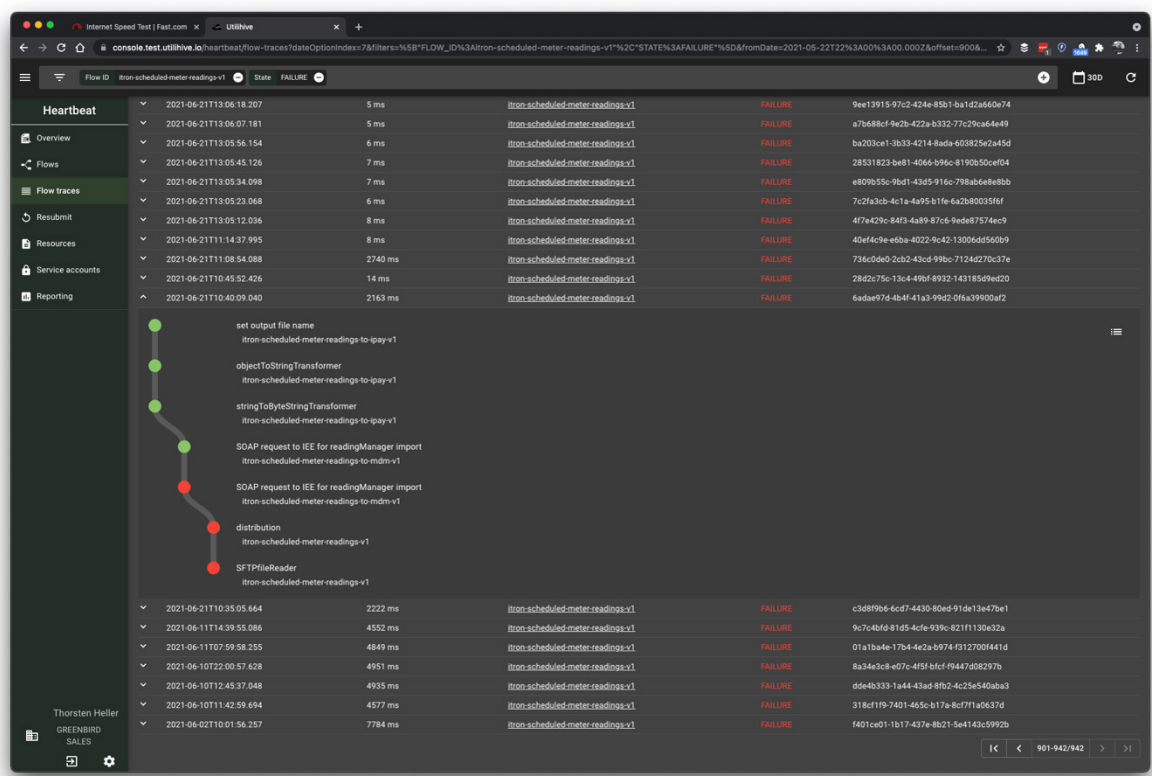 Internet Speed Test | Fast.com
Utilihive
console.test.utilihive.io/heartbeat/flow-traces?dateOptionIndex=7&filters=%5B"FLOW_ID%3Aitron-scheduled-meter-readings-v1"%2C"STATE%3AFAILURE"%5D&fromDate=2021-05-22T22%3A00%3A00.000Z&offset=900&...
Flow ID itron-scheduled-meter-readings-v1 State FAILURE 30D
Heartbeat
Overview
Flows
Flow traces
Resubmit
Resources
Service accounts
Reporting
2021-06-21T13:06:18.207 5 ms itron-scheduled-meter-readings-v1 FAILURE 9ee13915-97c2-424e-85b1-ba1d2a660e74
2021-06-21T13:06:07.181 5 ms itron-scheduled-meter-readings-v1 FAILURE a7b688cf-9e2b-422a-b332-77c29ca64e49
2021-06-21T13:05:56.154 6 ms itron-scheduled-meter-readings-v1 FAILURE ba203ce1-3b33-4214-8ada-603825e2a45d
2021-06-21T13:05:45.126 7 ms itron-scheduled-meter-readings-v1 FAILURE 28531823-be81-4066-b96c-8190b50cef04
2021-06-21T13:05:34.098 7 ms itron-scheduled-meter-readings-v1 FAILURE e809b55c-9bd1-43d5-916c-798ab6e8e8bb
2021-06-21T13:05:23.068 6 ms itron-scheduled-meter-readings-v1 FAILURE 7c2fa3cb-4c1a-4a95-b1fe-6a2b80035f6f
2021-06-21T13:05:12.036 8 ms itron-scheduled-meter-readings-v1 FAILURE 4f7e429c-84f3-4a89-87c6-9ede87574ec9
2021-06-21T11:14:37.995 8 ms itron-scheduled-meter-readings-v1 FAILURE 40ef4c9e-e6ba-4022-9c42-13006dd560b9
2021-06-21T11:08:54.088 2740 ms itron-scheduled-meter-readings-v1 FAILURE 736c0de0-2cb2-43cd-99bc-7124d270c37e
2021-06-21T10:45:52.426 14 ms itron-scheduled-meter-readings-v1 FAILURE 28d2c75c-13c4-49bf-8932-143185d9ed20
2021-06-21T10:40:09.040 2163 ms itron-scheduled-meter-readings-v1 FAILURE 6adae97d-4b4f-41a3-99d2-0f6a39900af2
set output file name
itron-scheduled-meter-readings-to-ipay-v1
objectToStringTransformer
itron-scheduled-meter-readings-to-ipay-v1
stringToByteStringTransformer
itron-scheduled-meter-readings-to-ipay-v1
SOAP request to IEE for readingManager import
itron-scheduled-meter-readings-to-mdm-v1
SOAP request to IEE for readingManager import
itron-scheduled-meter-readings-to-mdm-v1
distribution
itron-scheduled-meter-readings-v1
SFTPfileReader
itron-scheduled-meter-readings-v1
2021-06-21T10:35:05.664 2222 ms itron-scheduled-meter-readings-v1 FAILURE c3d8f9b6-6cd7-4430-80ed-91de13e47be1
2021-06-11T14:39:55.086 4552 ms itron-scheduled-meter-readings-v1 FAILURE 9c7c4bfd-81d5-4cfe-939c-821f1130e32a
2021-06-11T07:59:58.255 4849 ms itron-scheduled-meter-readings-v1 FAILURE 01a1ba4e-17b4-4e2a-b974-f312700f441d
2021-06-10T22:00:57.628 4951 ms itron-scheduled-meter-readings-v1 FAILURE 8a34e3c8-e07c-4f5f-bfcf-f9447d08297b
2021-06-10T12:45:37.048 4935 ms itron-scheduled-meter-readings-v1 FAILURE dde4b333-1a44-43ad-8fb2-4c25e540aba3
2021-06-10T11:42:59.694 4577 ms itron-scheduled-meter-readings-v1 FAILURE 318cf1f9-7401-465c-b17a-8cf7f1a0637d
2021-06-02T10:01:56.257 7784 ms itron-scheduled-meter-readings-v1 FAILURE f401ce01-1b17-437e-8b21-5e4143c5992b
Thorsten Heller
GREENBIRD
SALES
901-942/942